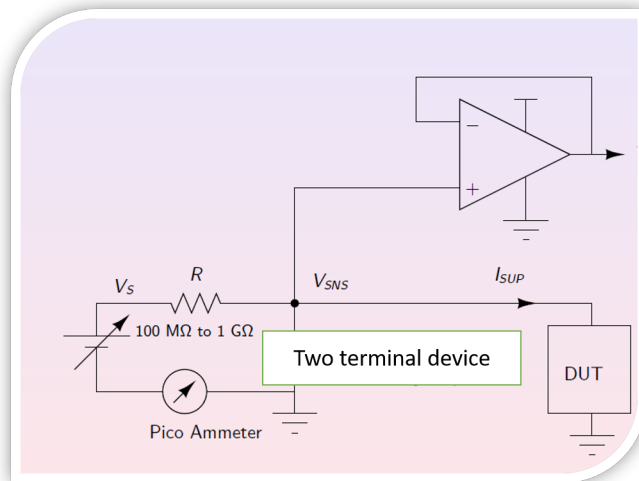 −
+
V_S
R
V_SNS
I_SUP
100 MΩ to 1 GΩ
Two terminal device
DUT
Pico Ammeter